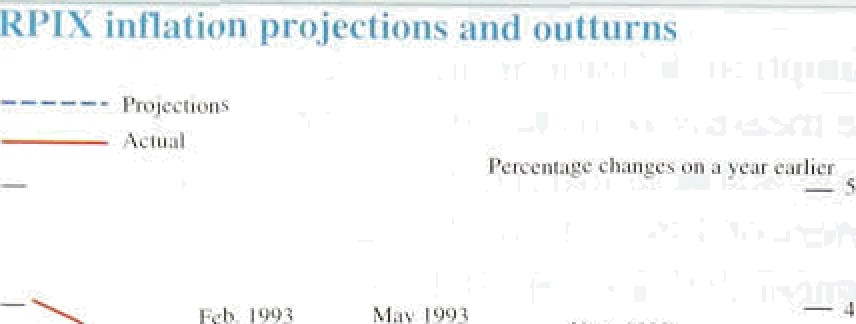 RPIX inflation projections and outturns
Projections
Actual
Percentage changes on a year earlier
5
4
Feb. 1993 May 1993